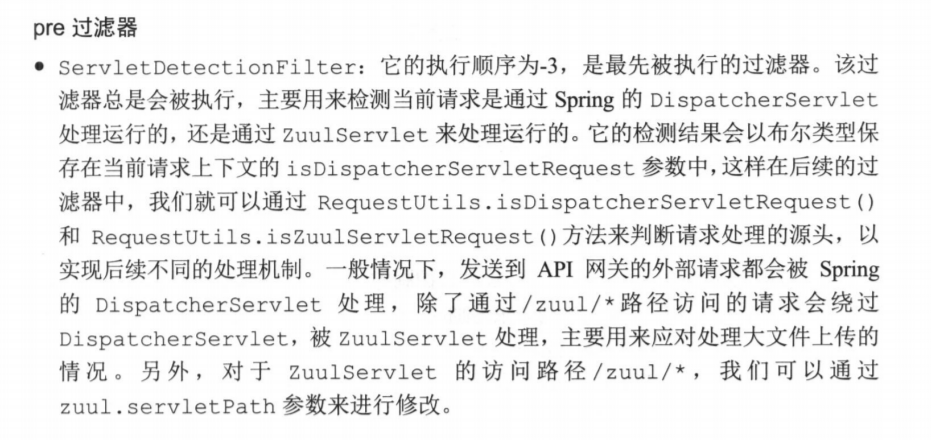 pre 过滤器
• ServletDetectionFilter：它的执行顺序为-3，是最先被执行的过滤器。该过
滤器总是会被执行，主要用来检测当前请求是通过 Spring 的 DispatcherServlet
处理运行的，还是通过 ZuulServlet 来处理运行的。它的检测结果会以布尔类型保
存在当前请求上下文的 isDispatcherServletRequest 参数中，这样在后续的过
滤器中，我们就可以通过 RequestUtils.isDispatcherServletRequest()
和 RequestUtils.isZuulServletRequest()方法来判断请求处理的源头，以
实现后续不同的处理机制。一般情况下，发送到 API 网关的外部请求都会被 Spring
的 DispatcherServlet 处理，除了通过/zuul/*路径访问的请求会绕过
DispatcherServlet，被 ZuulServlet 处理，主要用来应对处理大文件上传的
情况。另外，对于 ZuulServlet 的访问路径/zuul/*，我们可以通过
zuul.servletPath 参数来进行修改。